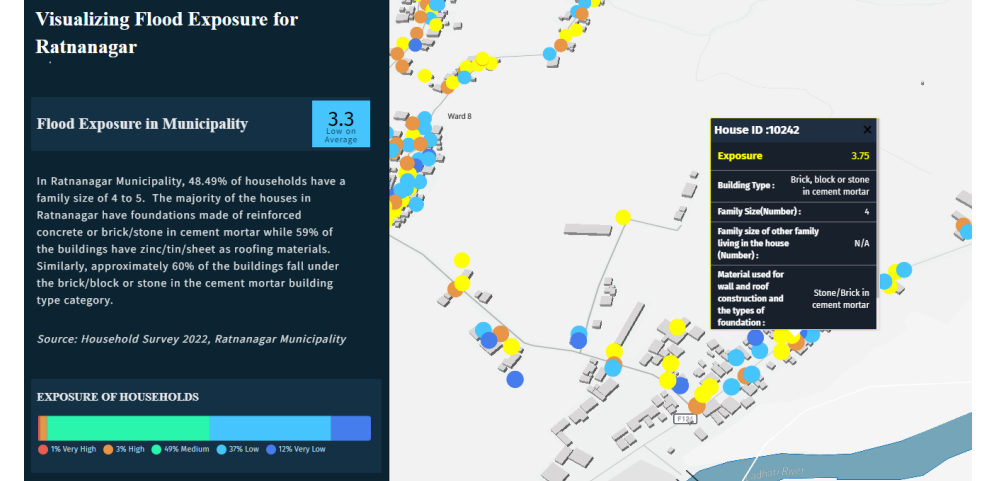 Visualizing Flood Exposure for
Ratnanagar
Flood Exposure in Municipality
3.3
Low on
Average
In Ratnanagar Municipality, 48.49% of households have a
family size of 4 to 5. The majority of the houses in
Ratnanagar have foundations made of reinforced
concrete or brick/stone in cement mortar while 59% of
the buildings have zinc/tin/sheet as roofing materials.
Similarly, approximately 60% of the buildings fall under
the brick/block or stone in the cement mortar building
type category.
Source: Household Survey 2022, Ratnanagar Municipality
EXPOSURE OF HOUSEHOLDS
1% Very High 3% High 49% Medium 37% Low 12% Very Low
Ward 8
House ID :10242 X
Exposure 3.75
Building Type : Brick, block or stone
in cement mortar
Family Size(Number) : 4
Family size of other family
living in the house
(Number) : N/A
Material used for
wall and roof
construction and
the types of
foundation : Stone/Brick in
cement mortar
River